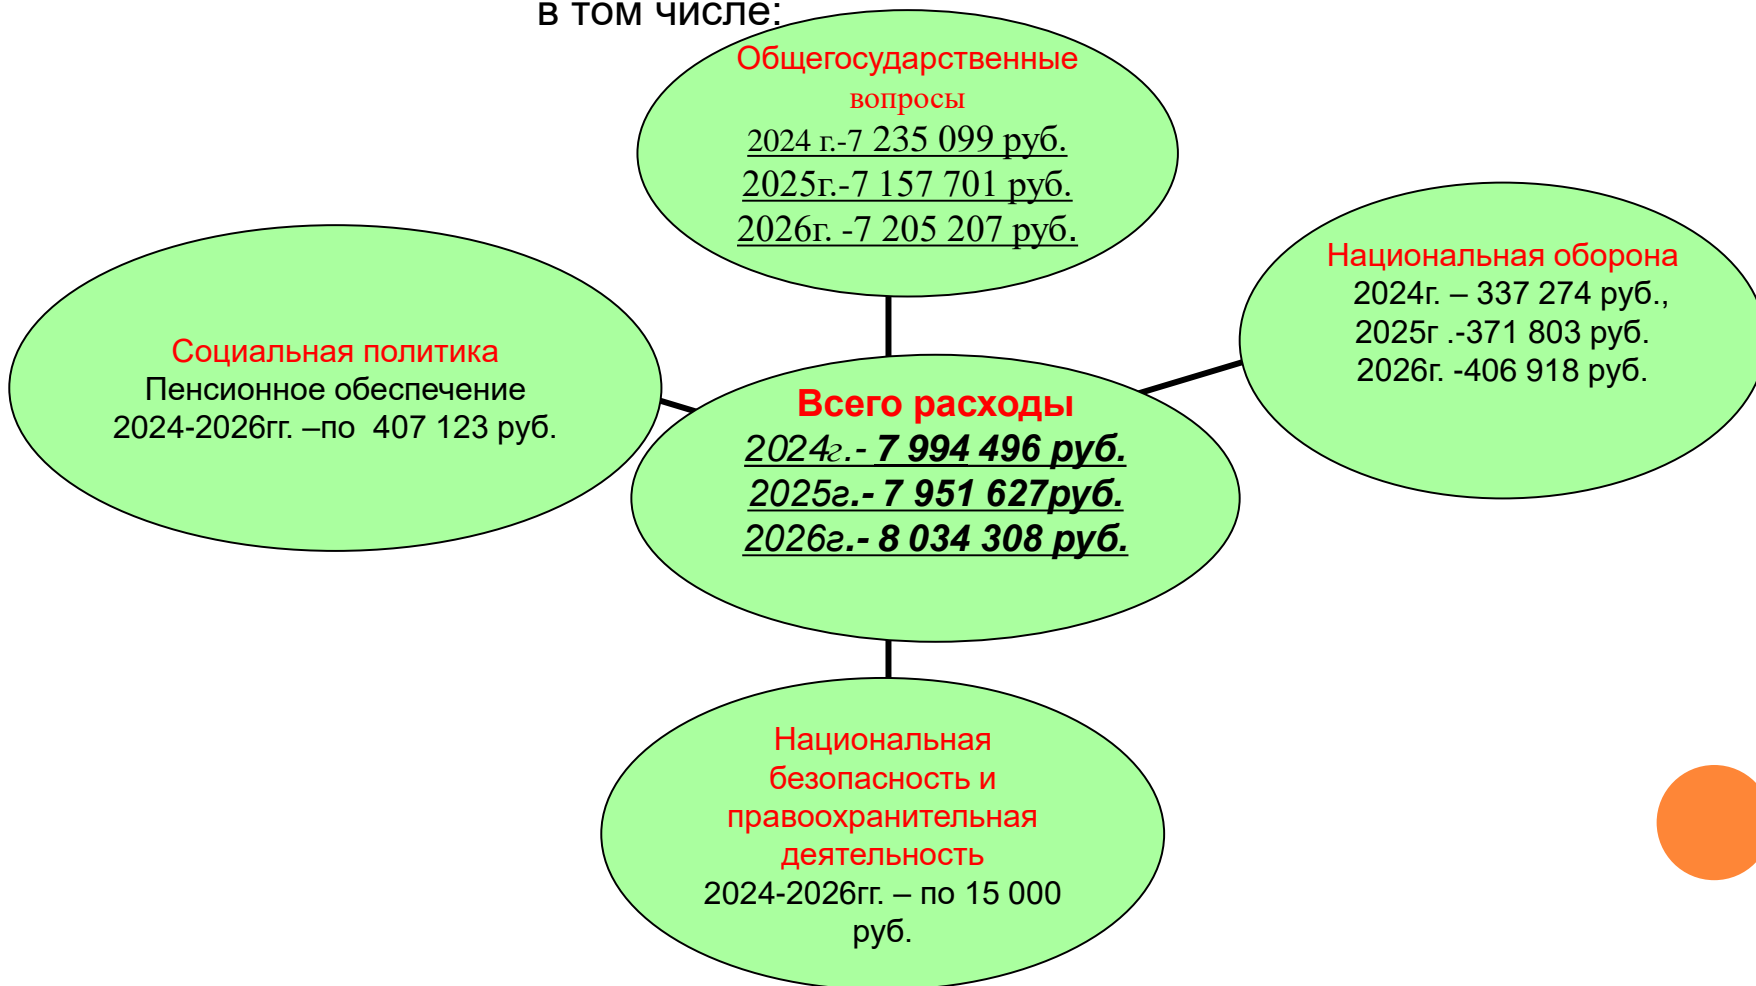 в том числе:
Общегосударственные
вопросы
2024 г.-7 235 099 руб.
2025г.-7 157 701 руб.
2026г. -7 205 207 руб.
Национальная оборона
2024г. – 337 274 руб.,
2025г .-371 803 руб.
2026г. -406 918 руб.
Социальная политика
Пенсионное обеспечение
2024-2026гг. –по 407 123 руб.
Всего расходы
2024г.- 7 994 496 руб.
2025г.- 7 951 627руб.
2026г.- 8 034 308 руб.
Национальная
безопасность и
правоохранительная
деятельность
2024-2026гг. – по 15 000
руб.